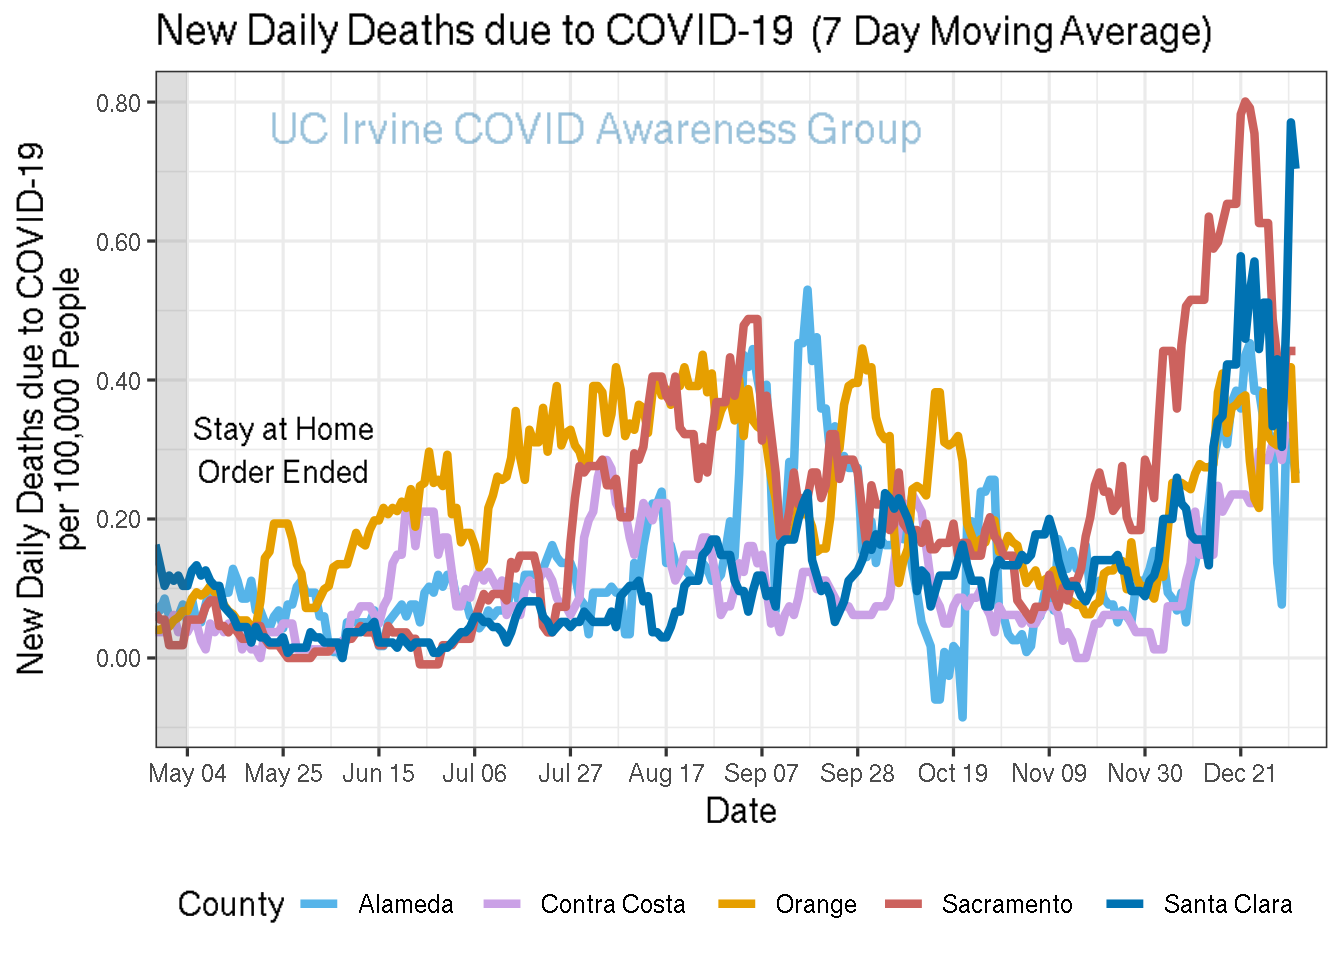 New Daily Deaths due to COVID-19 (7 Day Moving Average)
New Daily Deaths due to COVID-19
per 100,000 People
0.80
0.60
0.40
0.20
0.00
UC Irvine COVID Awareness Group
Stay at Home
Order Ended
May 04 May 25 Jun 15 Jul 06 Jul 27 Aug 17 Sep 07 Sep 28 Oct 19 Nov 09 Nov 30 Dec 21
Date
County Alameda Contra Costa Orange Sacramento Santa Clara